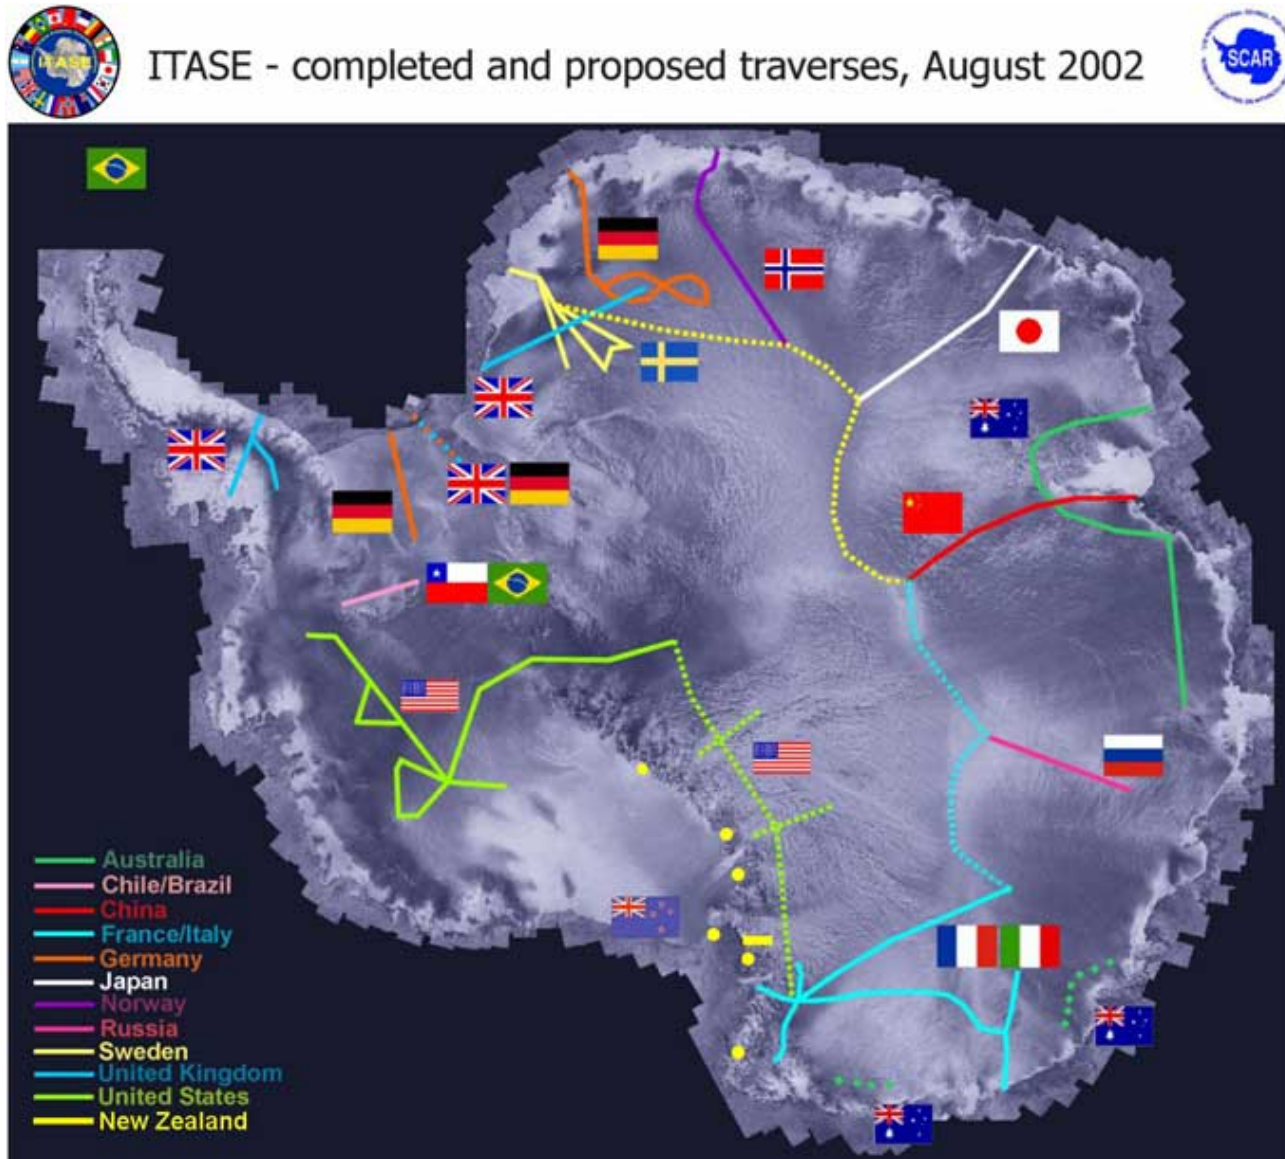 ITASE
ITASE - completed and proposed traverses, August 2002
SCAR
Australia
Chile/Brazil
China
France/Italy
Germany
Japan
Norway
Russia
Sweden
United Kingdom
United States
New Zealand